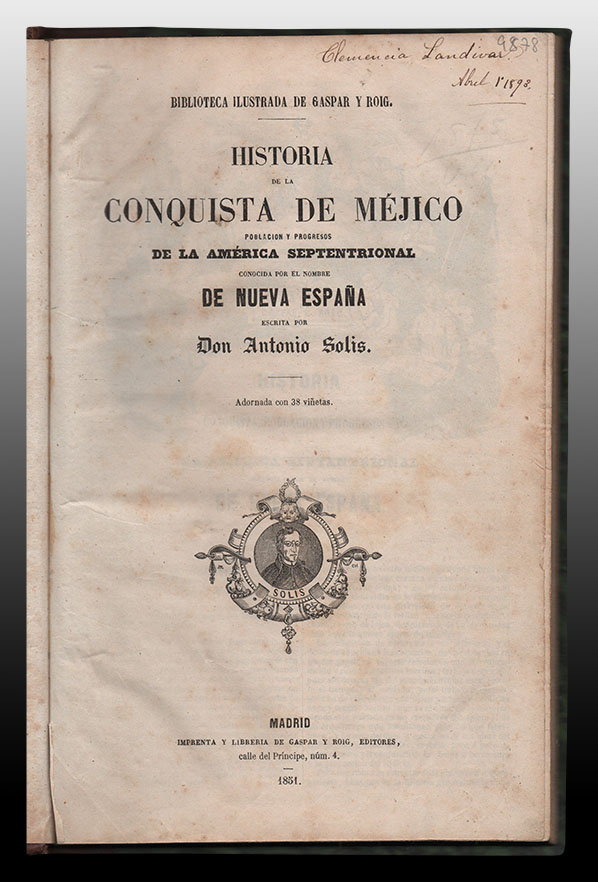 9878
Clemencia Landivar.
Abril 1º 1893.
BIBLIOTECA ILUSTRADA DE GASPAR Y ROIG.
HISTORIA
DE LA
CONQUISTA DE MÉJICO
POBLACION Y PROGRESOS
DE LA AMÉRICA SEPTENTRIONAL
CONOCIDA POR EL NOMBRE
DE NUEVA ESPAÑA
ESCRITA POR
Don Antonio Solis.
Adornada con 38 viñetas.
SOLIS
MADRID
IMPRENTA Y LIBRERIA DE GASPAR Y ROIG, EDITORES,
calle del Príncipe, núm. 4.
1851.